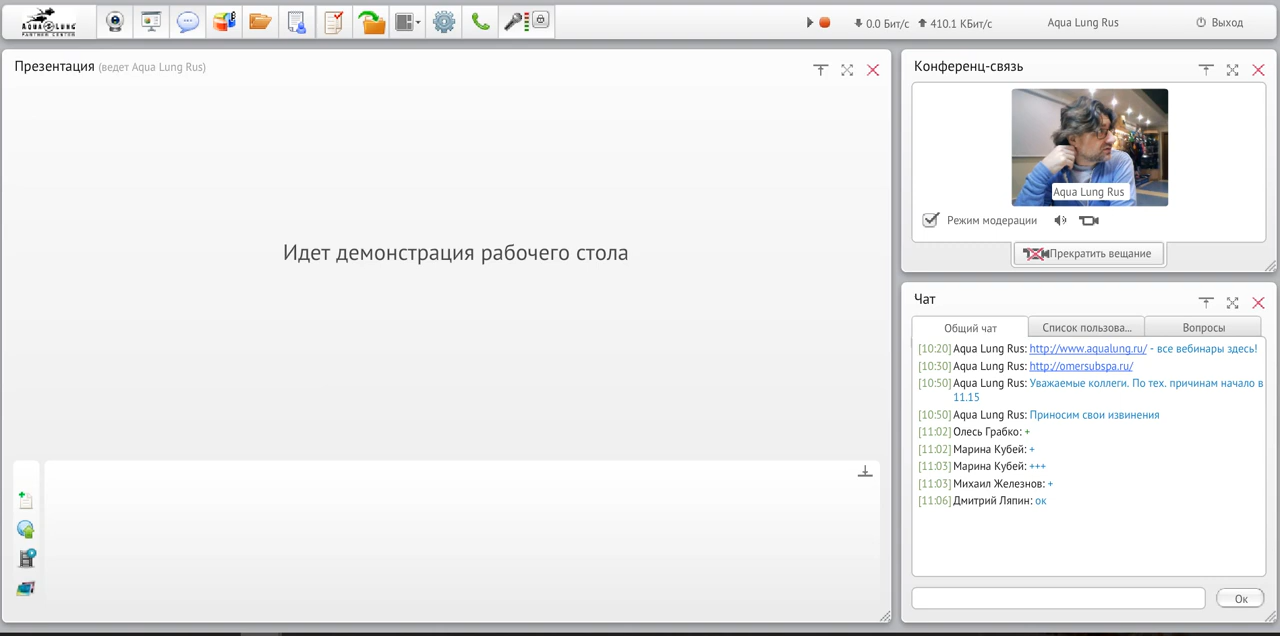 AQUA LUNG
PARTNER CENTER
0.0 Бит/с 410.1 КБит/с
Aqua Lung Rus
Выход
Презентация (ведет Aqua Lung Rus)
Идет демонстрация рабочего стола
Конференц-связь
Aqua Lung Rus
Режим модерации
Прекратить вещание
Чат
Общий чат
Список пользова...
Вопросы
[10:20] Aqua Lung Rus: http://www.aqualung.ru/ - все вебинары здесь!
[10:30] Aqua Lung Rus: http://omersubspa.ru/
[10:50] Aqua Lung Rus: Уважаемые коллеги. По тех. причинам начало в
11.15
[10:50] Aqua Lung Rus: Приносим свои извинения
[11:02] Олесь Грабко: +
[11:02] Марина Кубей: +
[11:03] Марина Кубей: +++
[11:03] Михаил Железнов: +
[11:06] Дмитрий Ляпин: ок
Ок